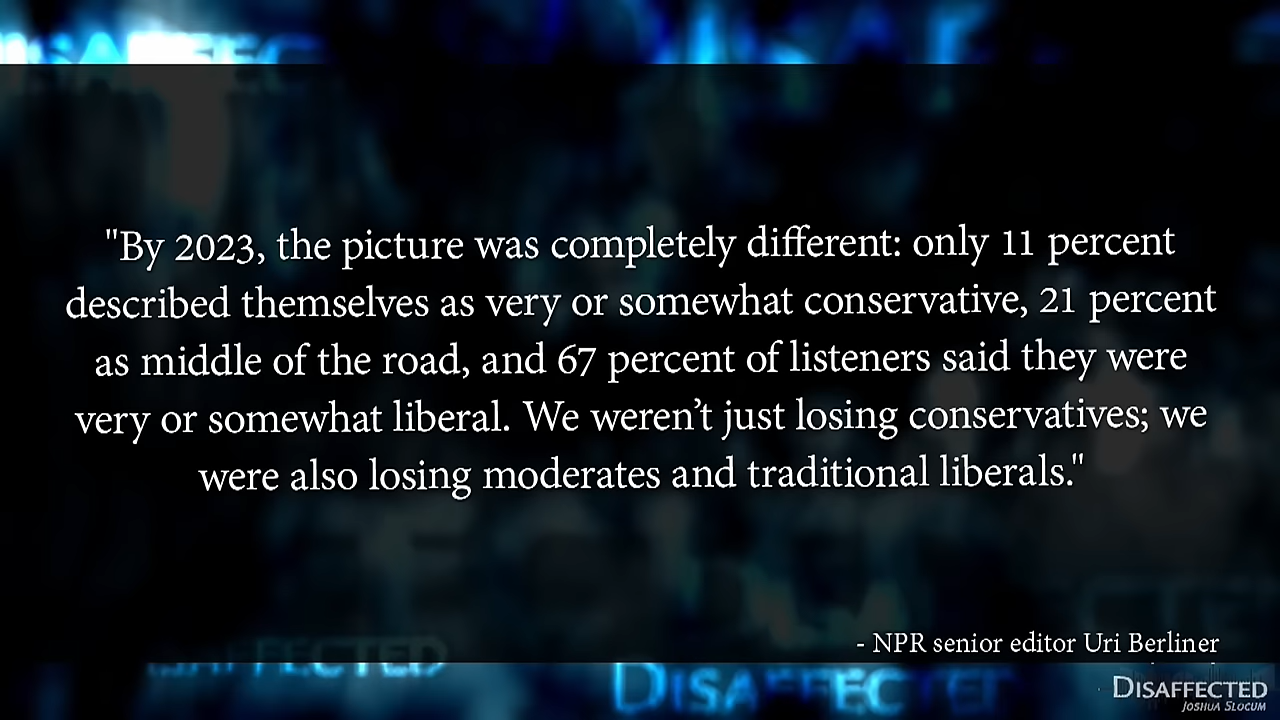 "By 2023, the picture was completely different: only 11 percent
described themselves as very or somewhat conservative, 21 percent
as middle of the road, and 67 percent of listeners said they were
very or somewhat liberal. We weren’t just losing conservatives; we
were also losing moderates and traditional liberals."
- NPR senior editor Uri Berliner
DISAFFECTED
DISAFFECTED
JOSHUA SLOCUM